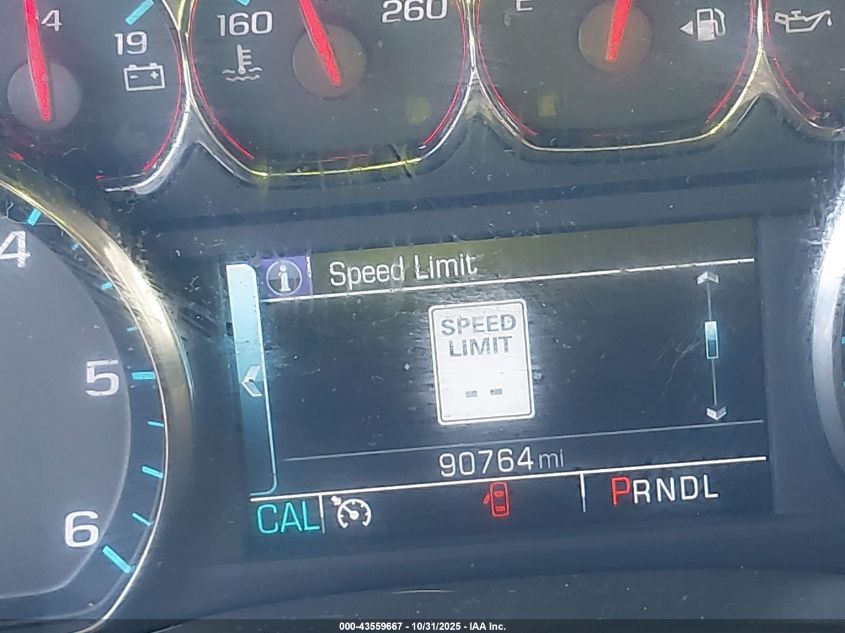 4
19
160
260
E
4
5
6
Speed Limit
SPEED
LIMIT
--
90764 mi
CAL
PRNDL
000-43559667 - 10/31/2025 - IAA Inc.